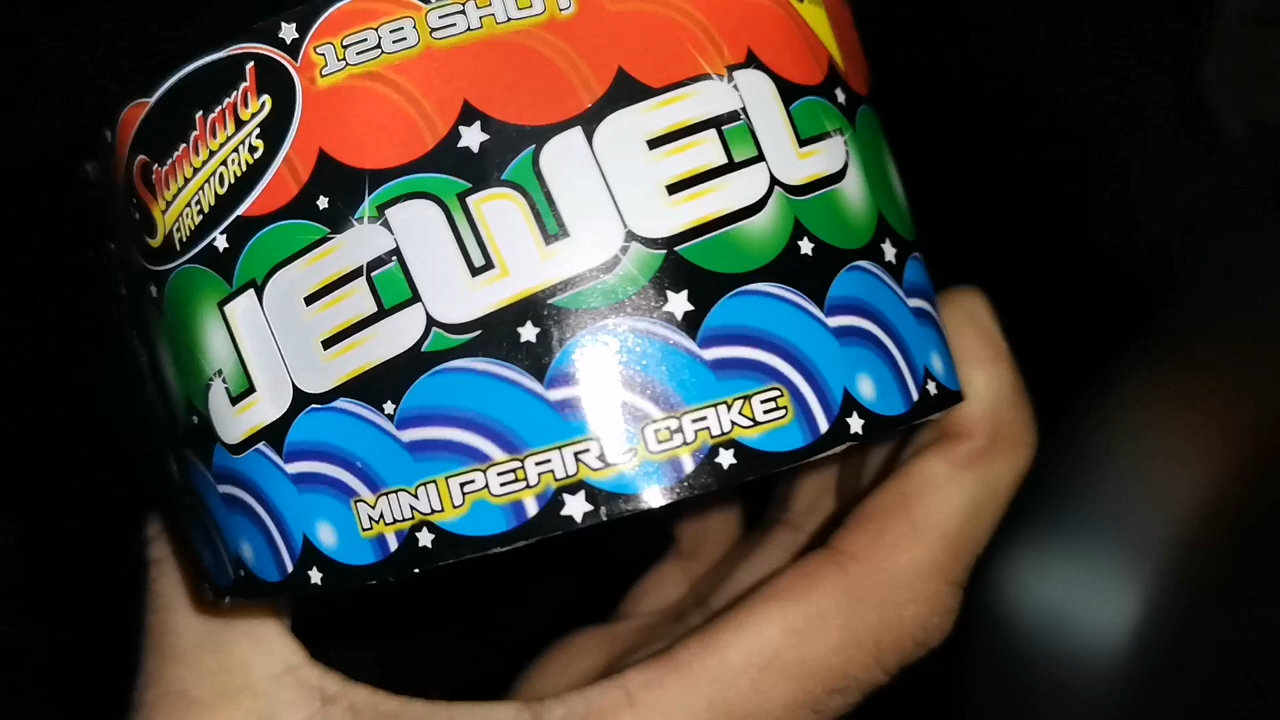 128 SHOT
Standard
FIREWORKS
JEWEL
MINI PEARL CAKE